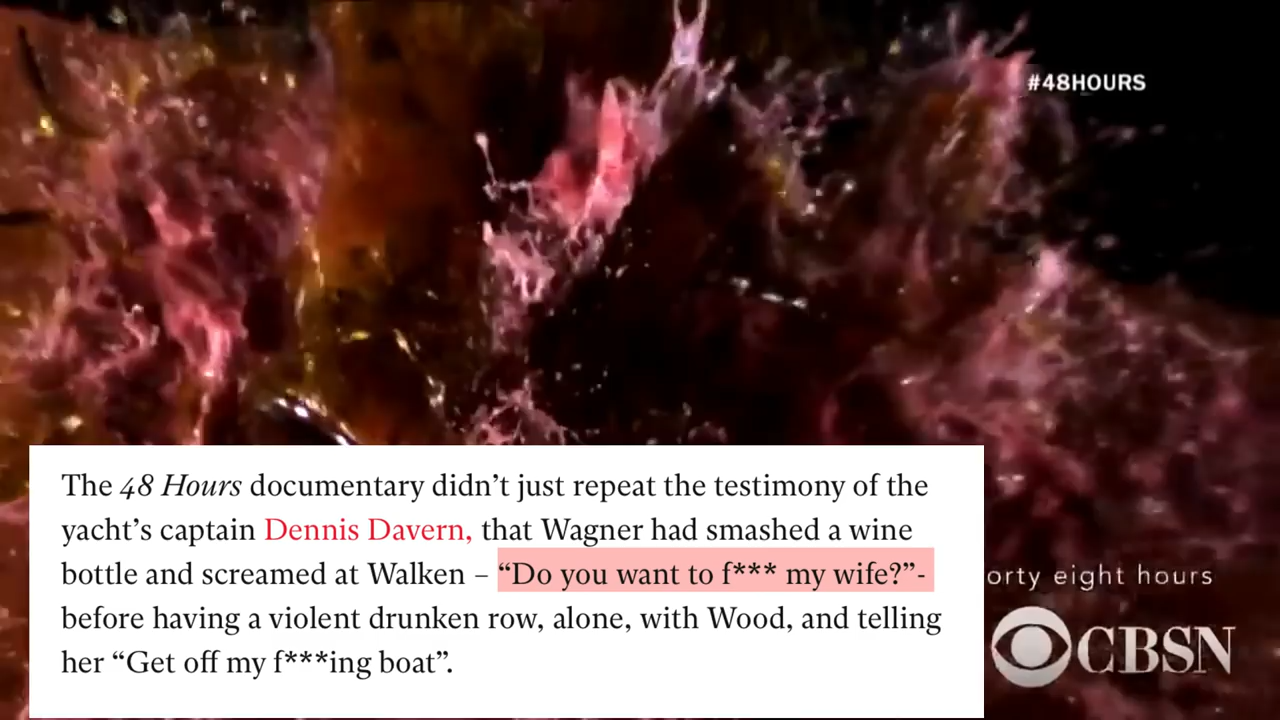 #48HOURS
The 48 Hours documentary didn’t just repeat the testimony of the
yacht’s captain Dennis Davern, that Wagner had smashed a wine
bottle and screamed at Walken – “Do you want to f*** my wife?”-
before having a violent drunken row, alone, with Wood, and telling
her “Get off my f***ing boat”.
orty eight hours
CBSN